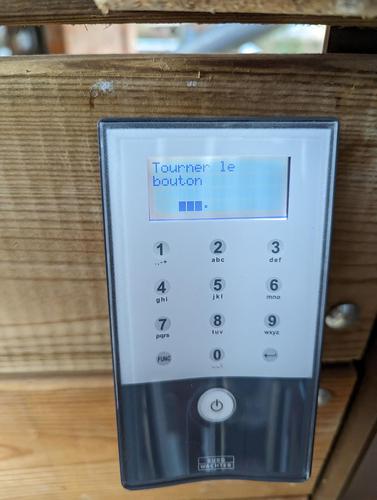 Tourner le
bouton
1 2 3
abc def
4 5 6
ghi jkl mno
7 8 9
pqrs tuv wxyz
FUNC 0
BURG
WÄCHTER